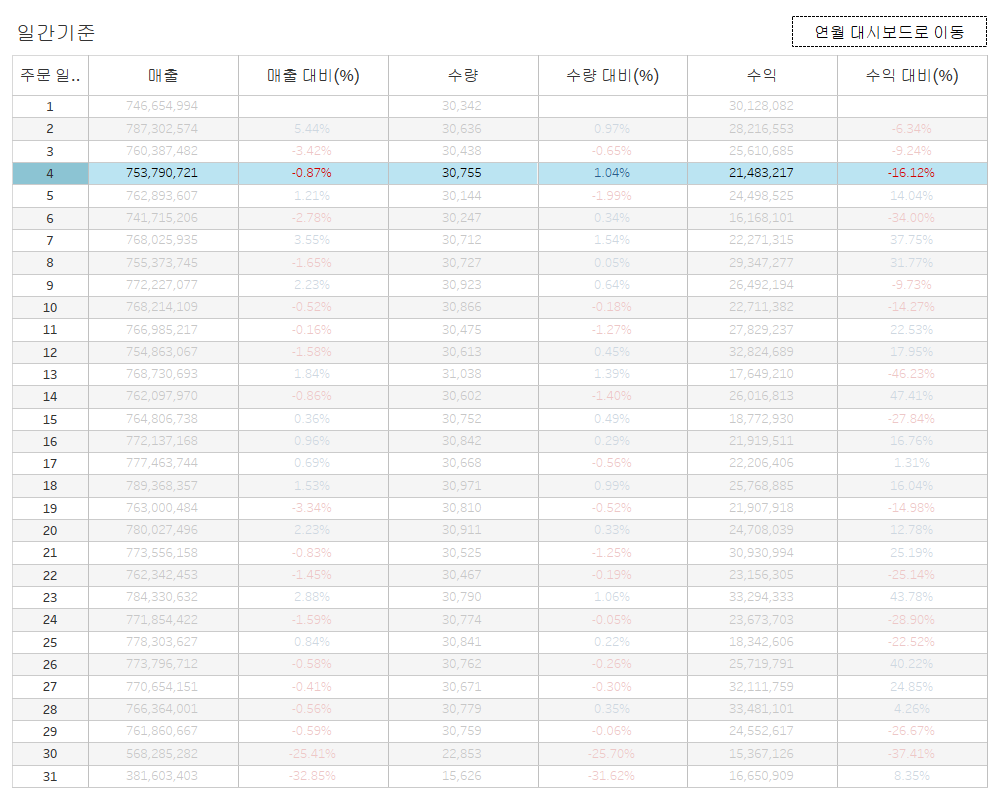 일간기준
연월 대시보드로 이동
주문 일.. 매출 매출 대비(%) 수량 수량 대비(%) 수익 수익 대비(%)
1 746,654,994 30,342 30,128,082
2 787,302,574 5.44% 30,636 0.97% 28,216,553 -6.34%
3 760,387,482 -3.42% 30,438 -0.65% 25,610,685 -9.24%
4 753,790,721 -0.87% 30,755 1.04% 21,483,217 -16.12%
5 762,893,607 1.21% 30,144 -1.99% 24,498,525 14.04%
6 741,715,206 -2.78% 30,247 0.34% 16,168,101 -34.00%
7 768,025,935 3.55% 30,712 1.54% 22,271,315 37.75%
8 755,373,745 -1.65% 30,727 0.05% 29,347,277 31.77%
9 772,227,077 2.23% 30,923 0.64% 26,492,194 -9.73%
10 768,214,109 -0.52% 30,866 -0.18% 22,711,382 -14.27%
11 766,985,217 -0.16% 30,475 -1.27% 27,829,237 22.53%
12 754,863,067 -1.58% 30,613 0.45% 32,824,689 17.95%
13 768,730,693 1.84% 31,038 1.39% 17,649,210 -46.23%
14 762,097,970 -0.86% 30,602 -1.40% 26,016,813 47.41%
15 764,806,738 0.36% 30,752 0.49% 18,772,930 -27.84%
16 772,137,168 0.96% 30,842 0.29% 21,919,511 16.76%
17 777,463,744 0.69% 30,668 -0.56% 22,206,406 1.31%
18 789,368,357 1.53% 30,971 0.99% 25,768,885 16.04%
19 763,000,484 -3.34% 30,810 -0.52% 21,907,918 -14.98%
20 780,027,496 2.23% 30,911 0.33% 24,708,039 12.78%
21 773,556,158 -0.83% 30,525 -1.25% 30,930,994 25.19%
22 762,342,453 -1.45% 30,467 -0.19% 23,156,305 -25.14%
23 784,330,632 2.88% 30,790 1.06% 33,294,333 43.78%
24 771,854,422 -1.59% 30,774 -0.05% 23,673,703 -28.90%
25 778,303,627 0.84% 30,841 0.22% 18,342,606 -22.52%
26 773,796,712 -0.58% 30,762 -0.26% 25,719,791 40.22%
27 770,654,151 -0.41% 30,671 -0.30% 32,111,759 24.85%
28 766,364,001 -0.56% 30,779 0.35% 33,481,101 4.26%
29 761,860,667 -0.59% 30,759 -0.06% 24,552,617 -26.67%
30 568,285,282 -25.41% 22,853 -25.70% 15,367,126 -37.41%
31 381,603,403 -32.85% 15,626 -31.62% 16,650,909 8.35%